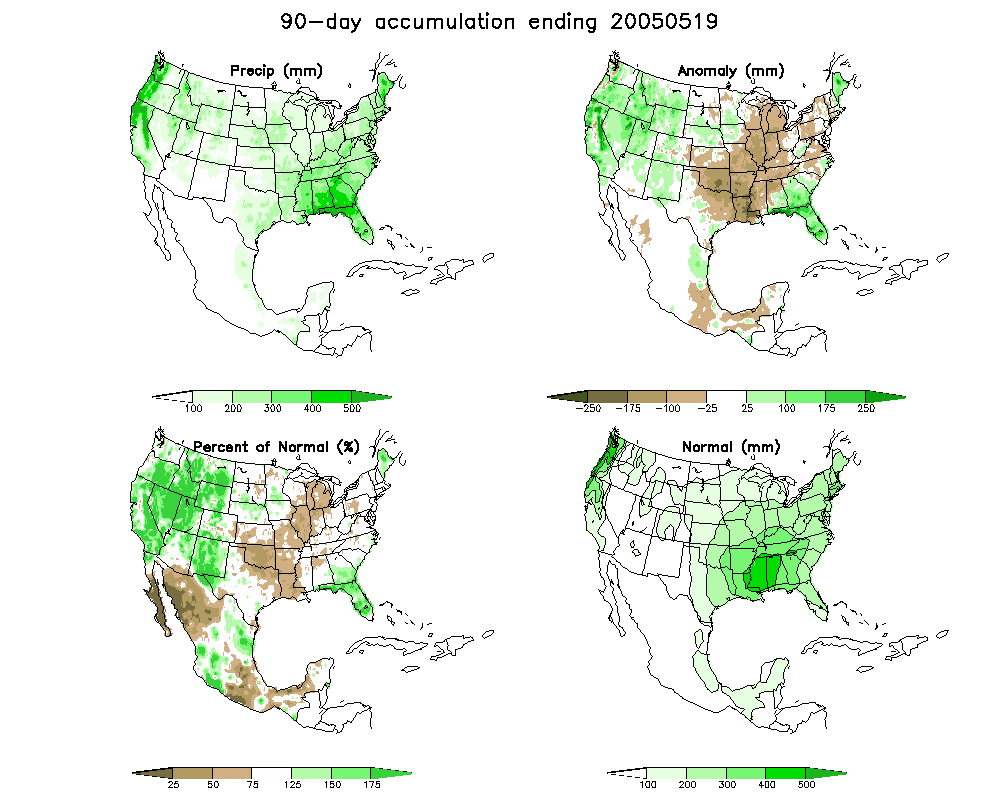 90-day accumulation ending 20050519
Precip (mm)
Anomaly (mm)
100 200 300 400 500
-250 -175 -100 -25 25 100 175 250
Percent of Normal (%)
Normal (mm)
25 50 75 125 150 175
100 200 300 400 500